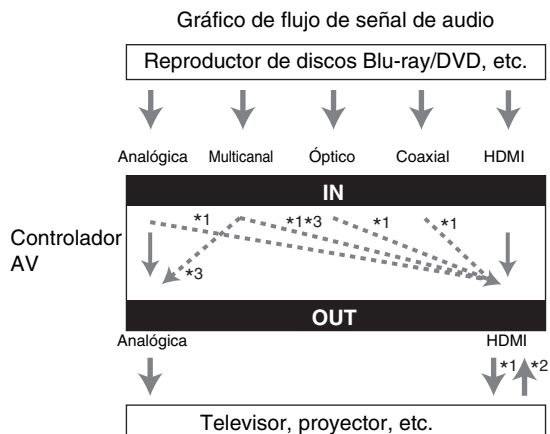 Gráfico de flujo de señal de audio
Reproductor de discos Blu-ray/DVD, etc.
Analógica Multicanal Óptico Coaxial HDMI
IN
*1 *1*3 *1 *1
Controlador
AV
*3
OUT
Analógica HDMI
*1 *2
Televisor, proyector, etc.